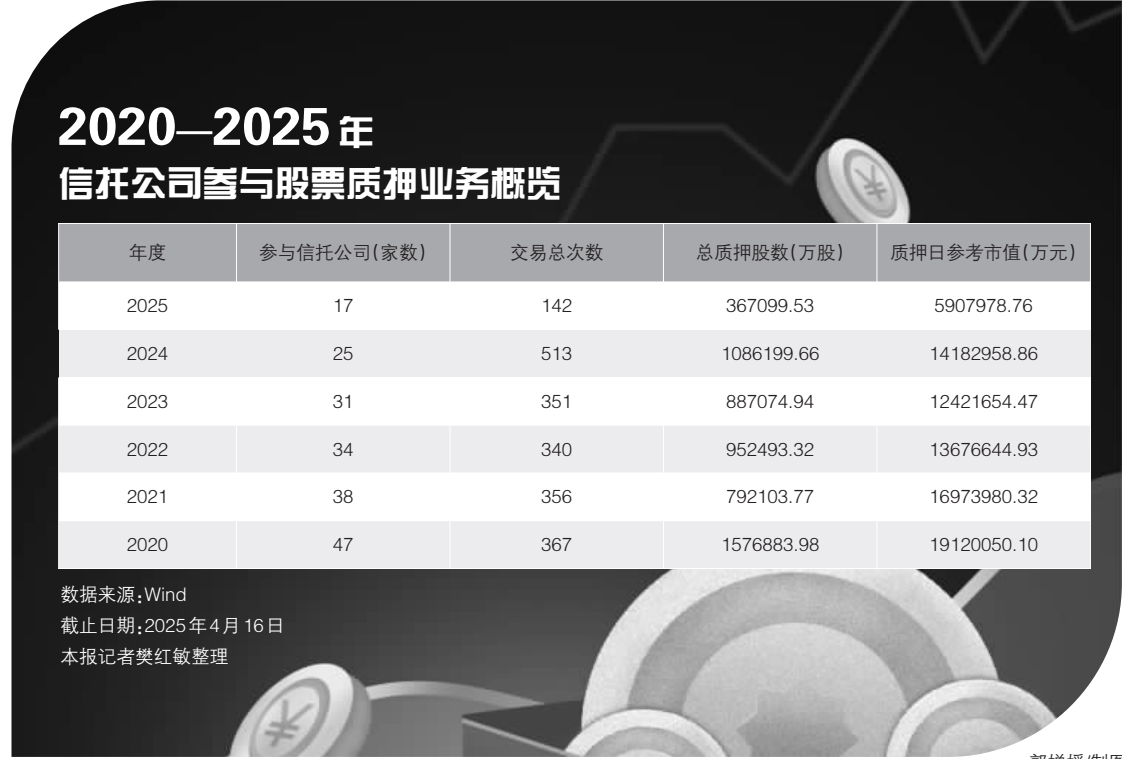 2020—2025年
信托公司参与股票质押业务概览
年度 参与信托公司(家数) 交易总次数 总质押股数(万股) 质押日参考市值(万元)
2025 17 142 367099.53 5907978.76
2024 25 513 1086199.66 14182958.86
2023 31 351 887074.94 12421654.47
2022 34 340 952493.32 13676644.93
2021 38 356 792103.77 16973980.32
2020 47 367 1576883.98 19120050.10
数据来源:Wind
截止日期:2025年4月16日
本报记者樊红敏整理